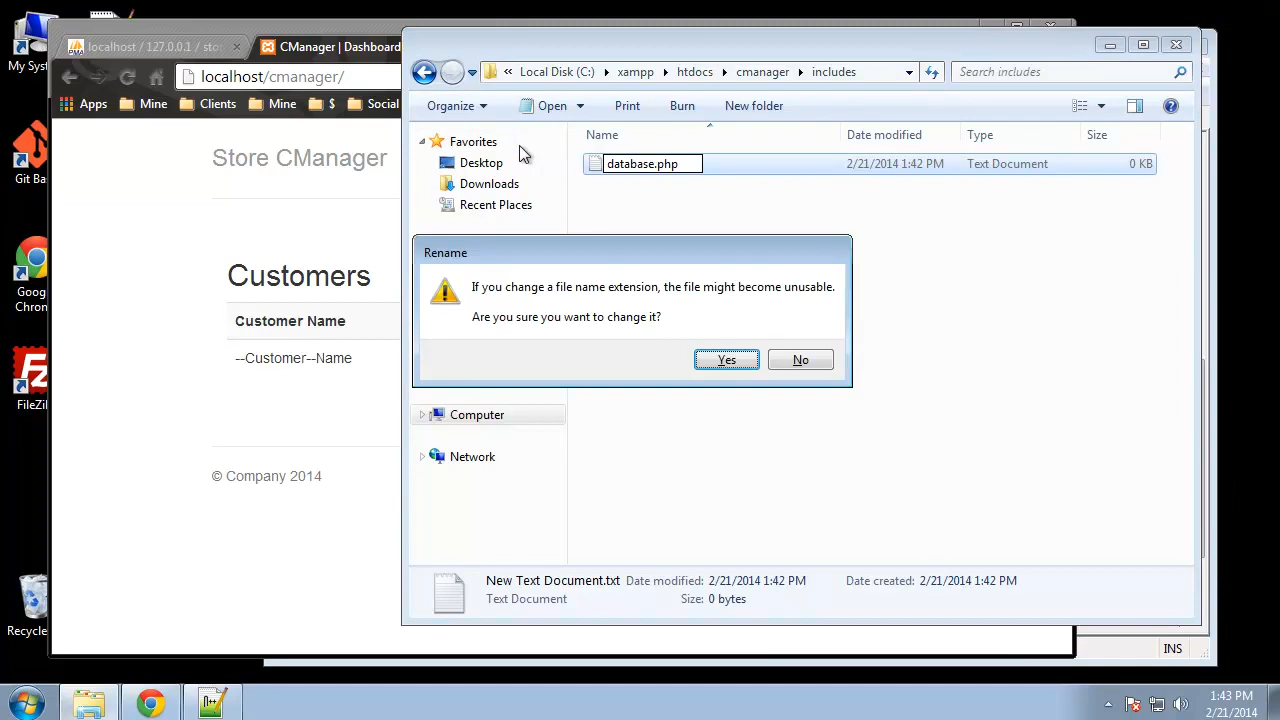 My Sys
Git Ba
Goog
Chron
FileZil
Recycle
localhost / 127.0.0.1 / sto
CManager | Dashboard
localhost/cmanager/
Apps Mine Clients Mine $ Social
Store CManager
Customers
Customer Name
--Customer--Name
© Company 2014
Local Disk (C:) xampp htdocs cmanager includes
Search includes
Organize Open Print Burn New folder
Favorites
Desktop
Downloads
Recent Places
Computer
Network
Name Date modified Type Size
database.php 2/21/2014 1:42 PM Text Document 0 KB
Rename
If you change a file name extension, the file might become unusable.
Are you sure you want to change it?
Yes No
New Text Document.txt Date modified: 2/21/2014 1:42 PM Date created: 2/21/2014 1:42 PM
Text Document Size: 0 bytes
INS
1:43 PM
2/21/2014